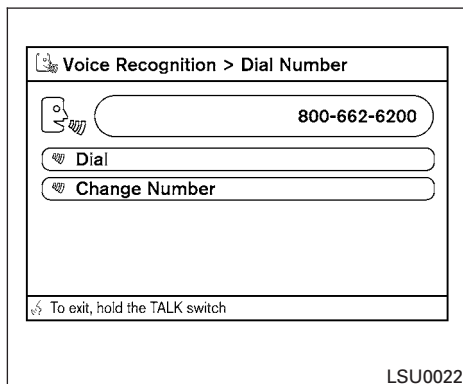 Voice Recognition > Dial Number
800-662-6200
Dial
Change Number
To exit, hold the TALK switch
LSU0022